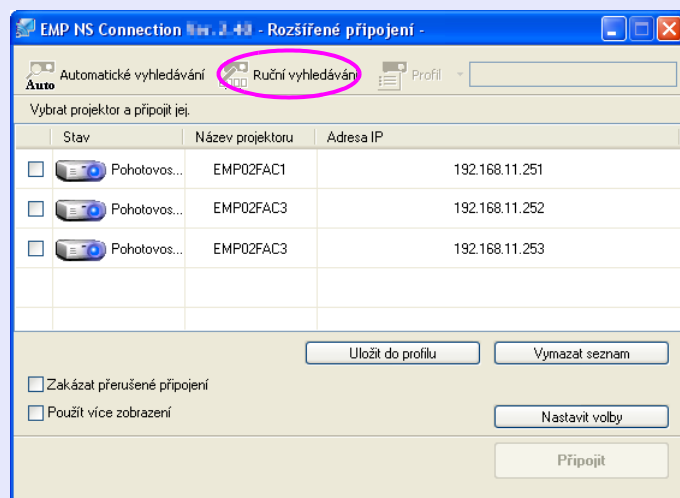 EMP NS Connection - Rozšířené připojení -
Auto Automatické vyhledávání Ruční vyhledávání Profil
Vybrat projektor a připojit jej.
Stav Název projektoru Adresa IP
Pohotovos... EMP02FAC1 192.168.11.251
Pohotovos... EMP02FAC3 192.168.11.252
Pohotovos... EMP02FAC3 192.168.11.253
Uložit do profilu Vymazat seznam
Zakázat přerušené připojení
Použít více zobrazení
Nastavit volby
Připojit